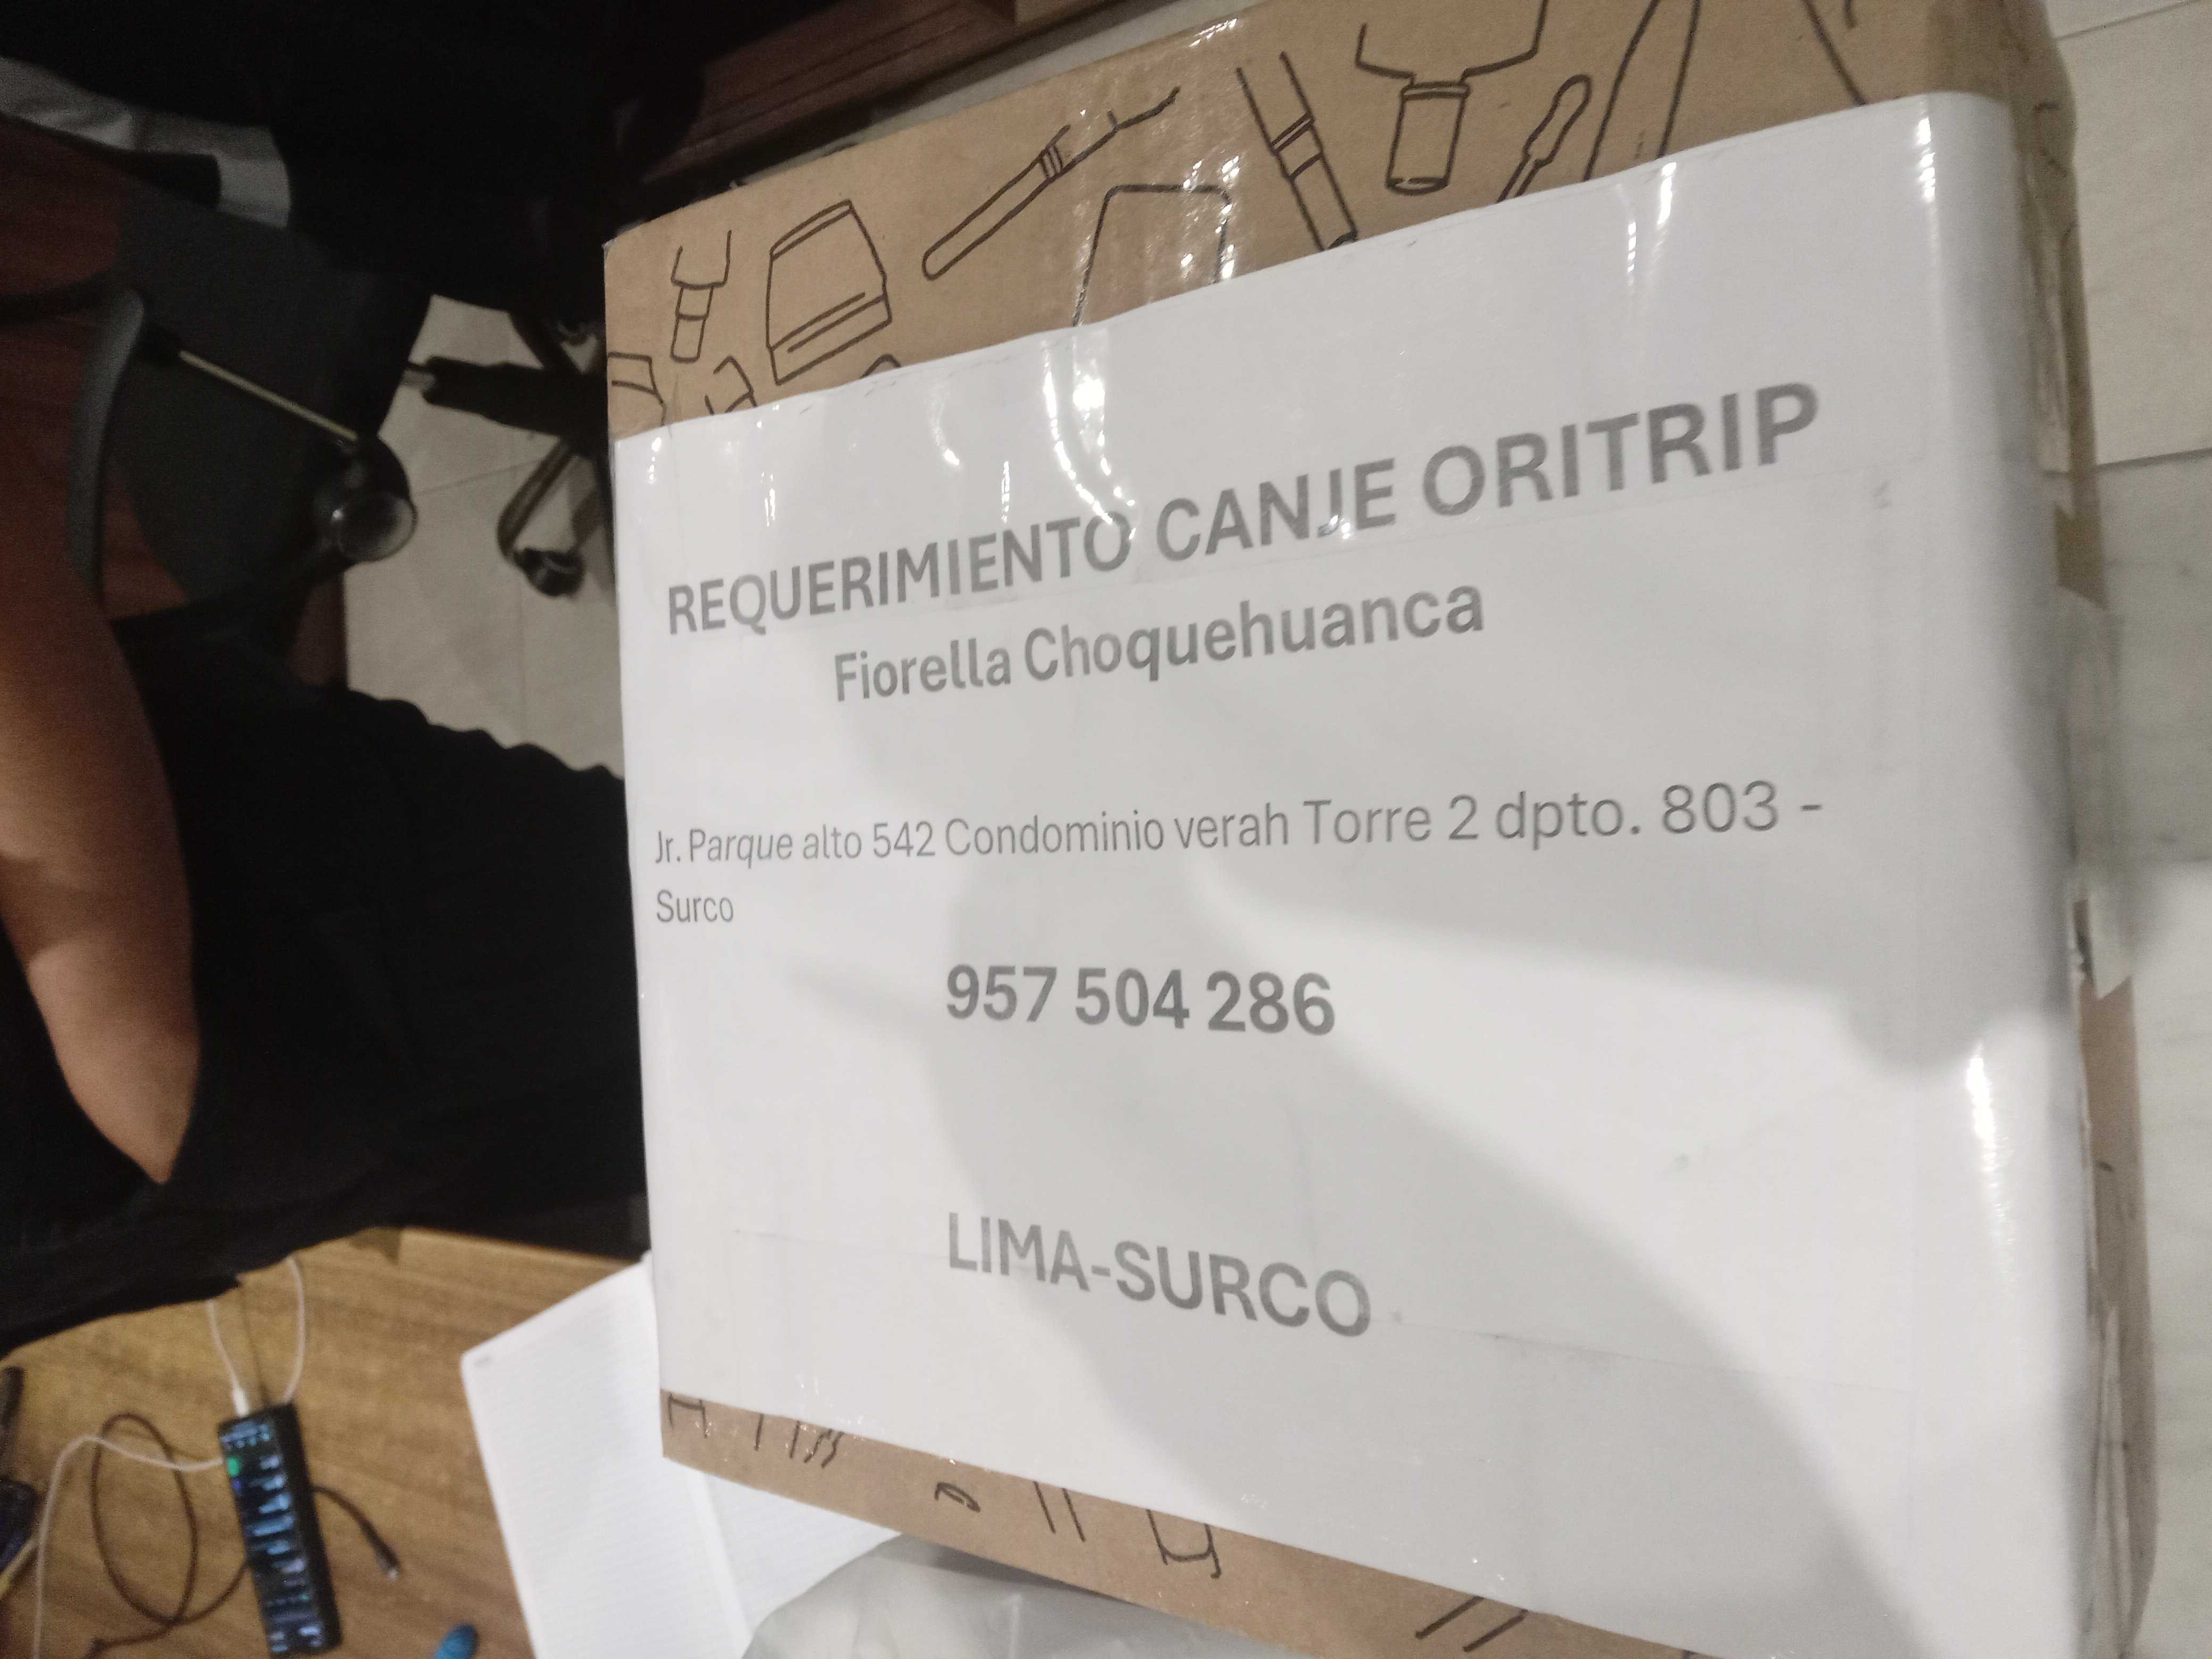 REQUERIMIENTO CANJE ORITRIP
Fiorella Choquehuanca
Jr. Parque alto 542 Condominio verah Torre 2 dpto. 803 -
Surco
957 504 286
LIMA-SURCO